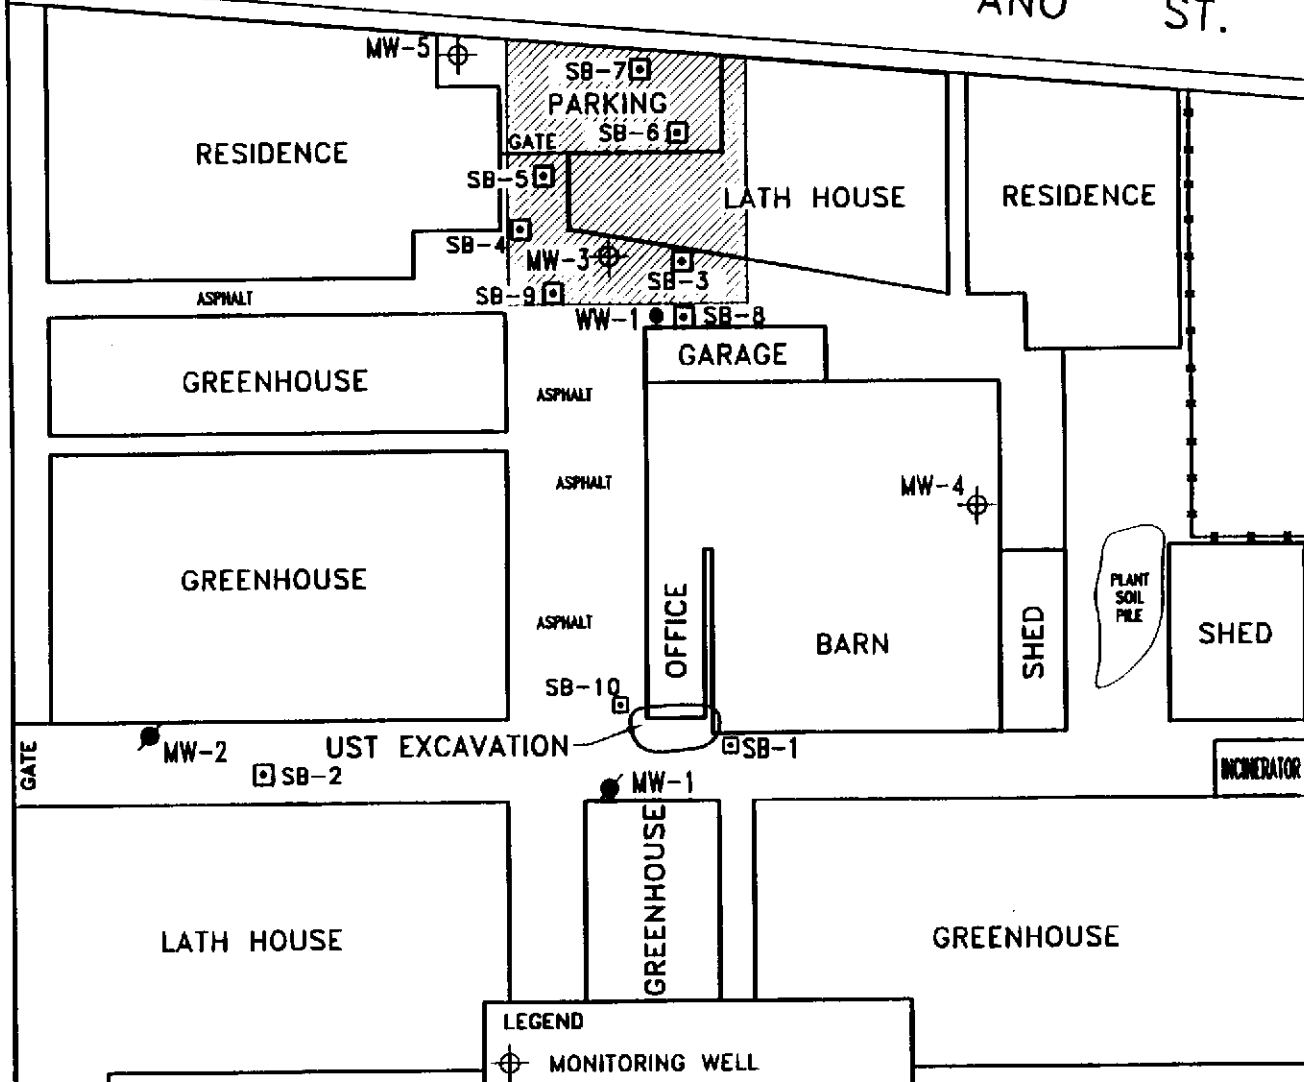 ANO ST.
MW-5
SB-7
PARKING
SB-6
GATE
RESIDENCE
SB-5
LATH HOUSE
RESIDENCE
SB-4
MW-3
SB-3
ASPHALT
SB-9
WW-1
SB-8
GARAGE
GREENHOUSE
ASPHALT
ASPHALT
MW-4
GREENHOUSE
PLANT
SOIL
PILE
ASPHALT
OFFICE
BARN
SHED
SHED
SB-10
MW-2
UST EXCAVATION
SB-1
GATE
SB-2
MW-1
INCINERATOR
GREENHOUSE
LATH HOUSE
GREENHOUSE
LEGEND
MONITORING WELL